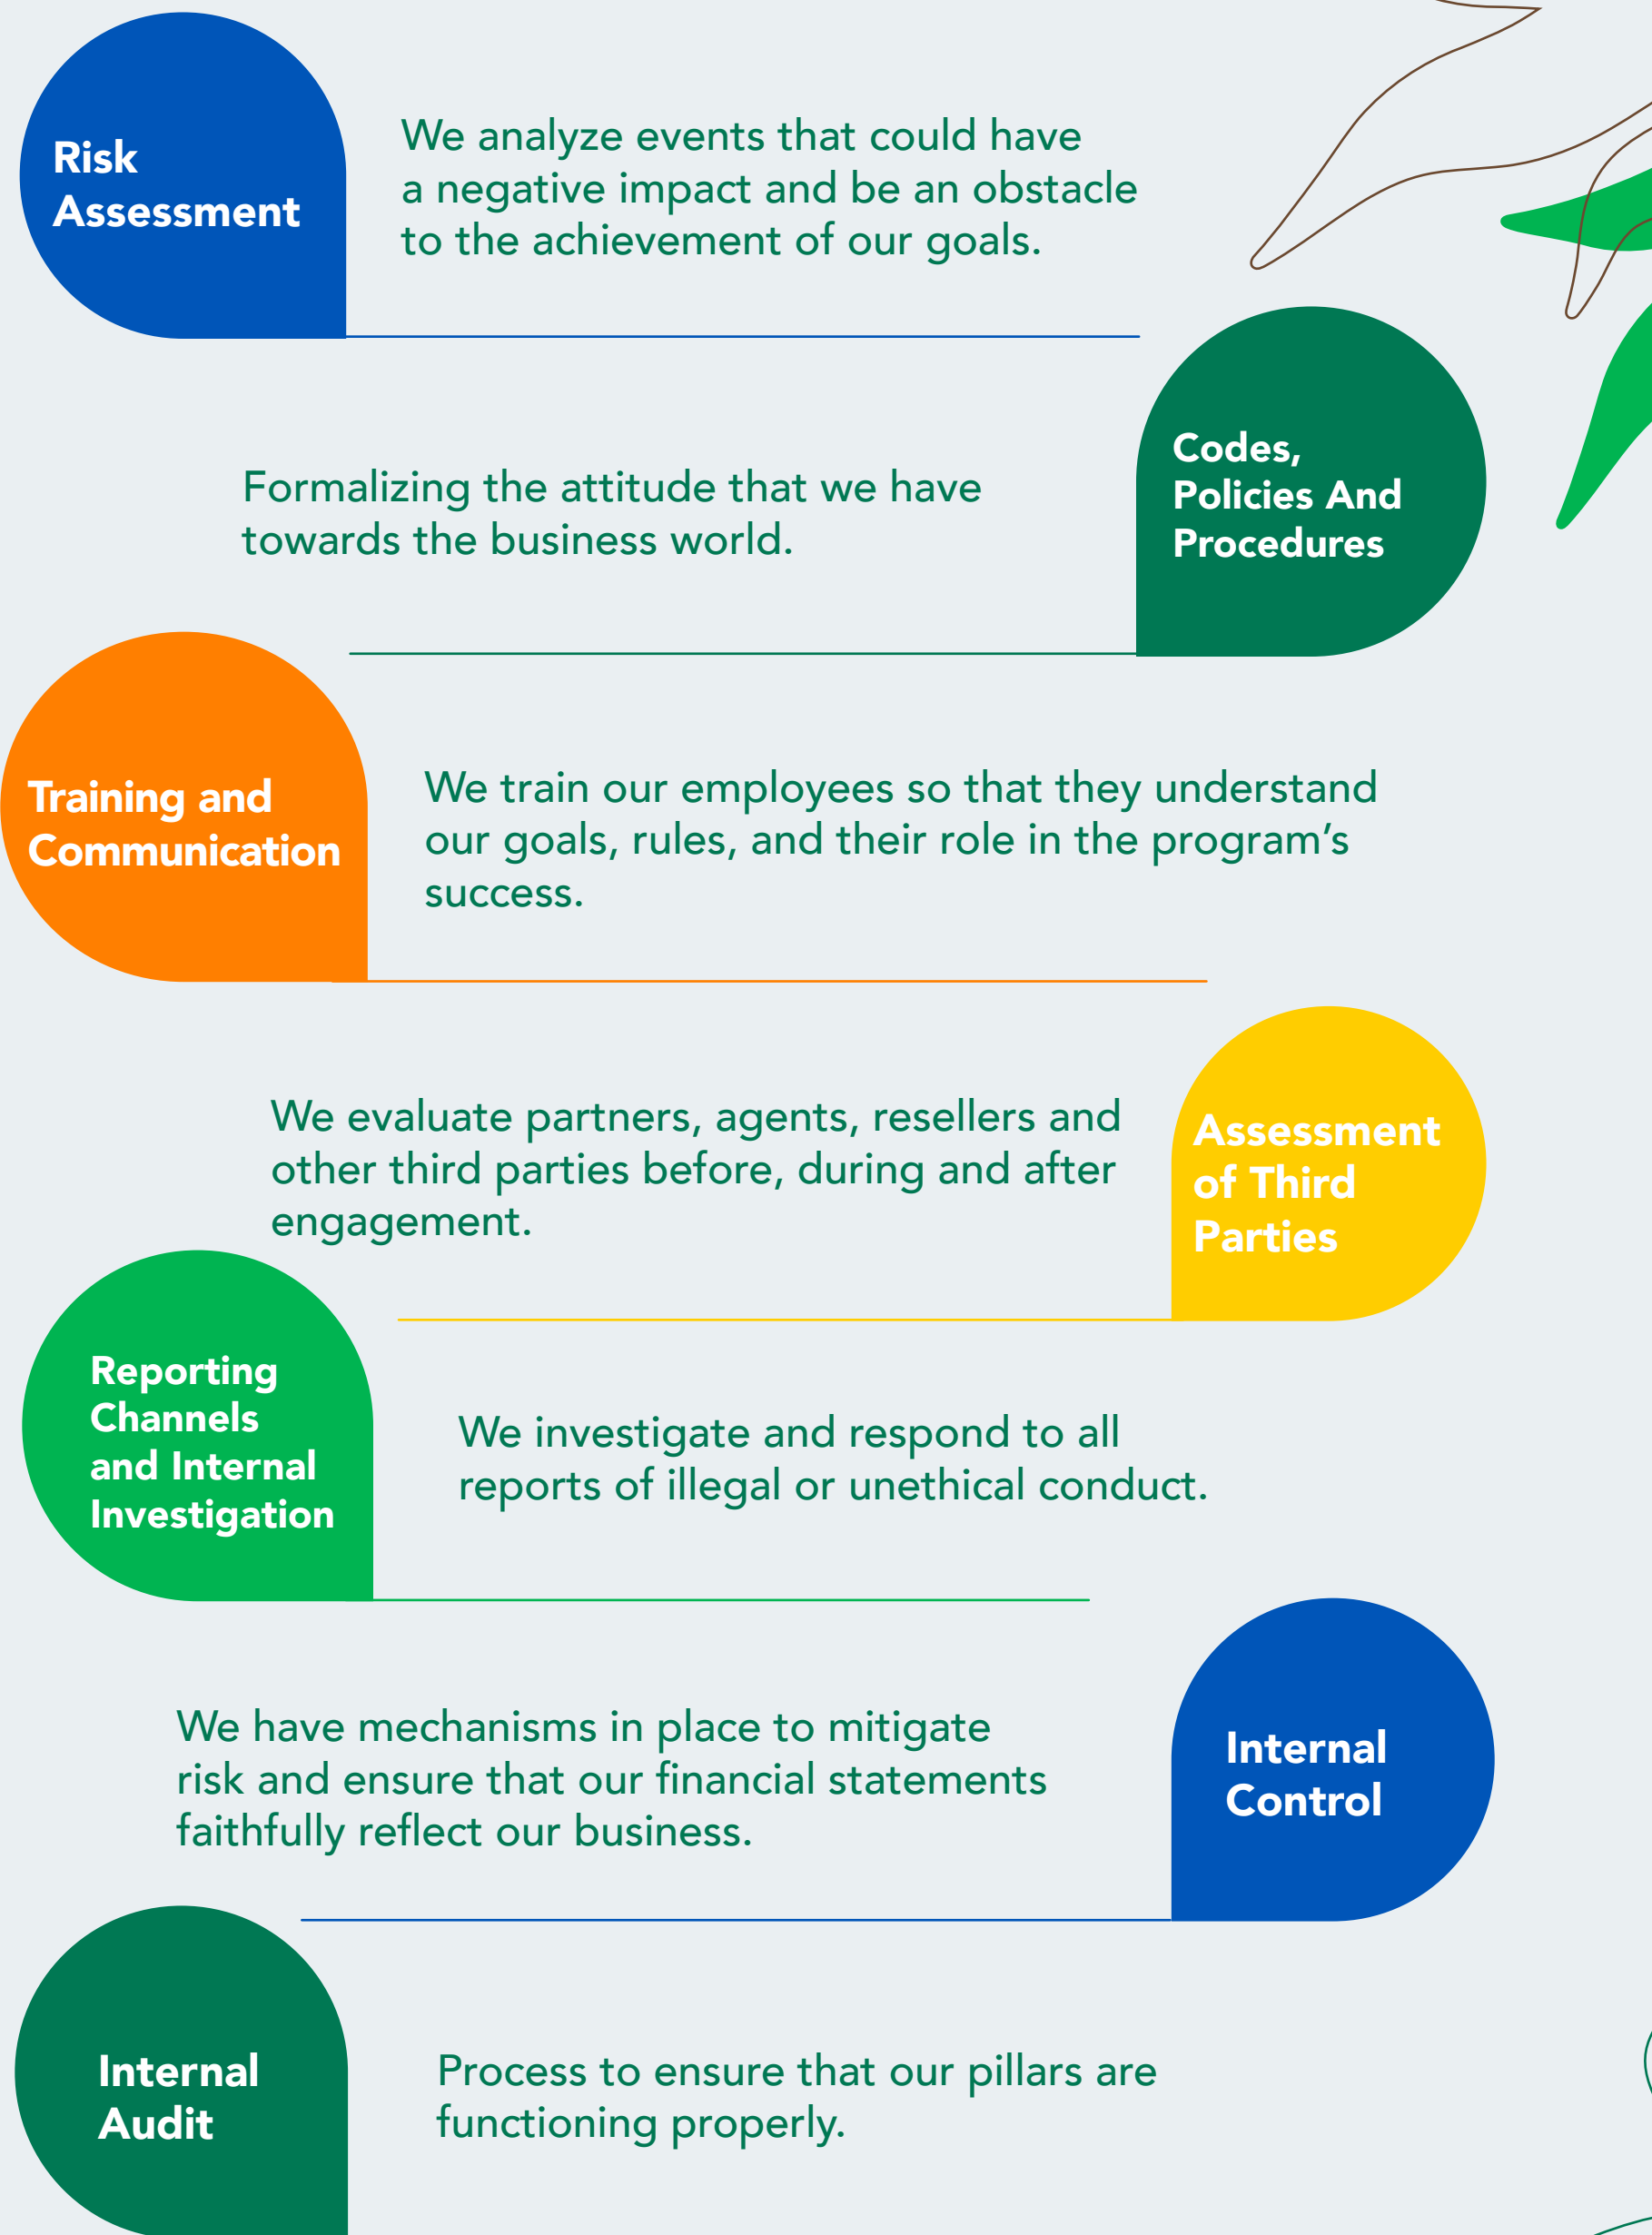 Risk
Assessment
We analyze events that could have
a negative impact and be an obstacle
to the achievement of our goals.
Codes,
Policies And
Procedures
Formalizing the attitude that we have
towards the business world.
Training and
Communication
We train our employees so that they understand
our goals, rules, and their role in the program’s
success.
Assessment
of Third
Parties
We evaluate partners, agents, resellers and
other third parties before, during and after
engagement.
Reporting
Channels
and Internal
Investigation
We investigate and respond to all
reports of illegal or unethical conduct.
Internal
Control
We have mechanisms in place to mitigate
risk and ensure that our financial statements
faithfully reflect our business.
Internal
Audit
Process to ensure that our pillars are
functioning properly.